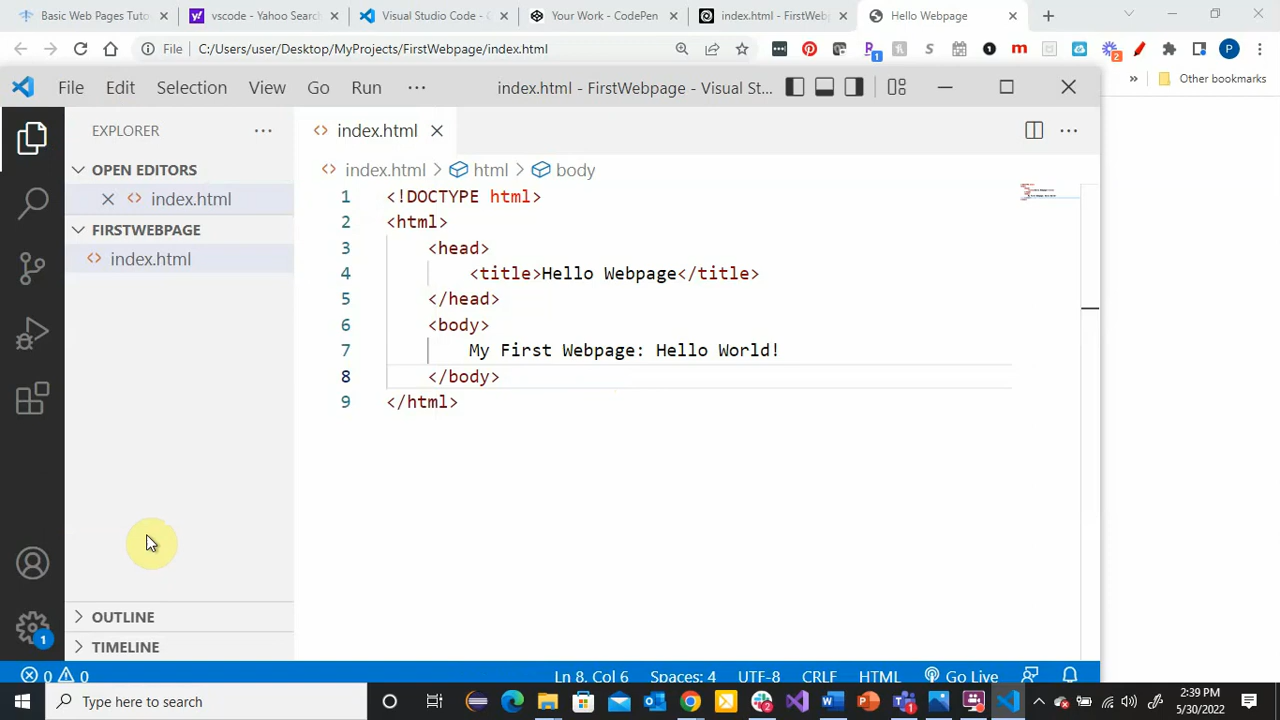 Basic Web Pages Tuto
vscode - Yahoo Searc
Visual Studio Code -
Your Work - CodePen
index.html - FirstWebp
Hello Webpage
File
C:/Users/user/Desktop/MyProjects/FirstWebpage/index.html
1
2
P
» Other bookmarks
File Edit Selection View Go Run ···
index.html - FirstWebpage - Visual St...
EXPLORER
index.html
OPEN EDITORS
index.html > html > body
index.html
FIRSTWEBPAGE
index.html
1 <!DOCTYPE html>
2 <html>
3 <head>
4 <title>Hello Webpage</title>
5 </head>
6 <body>
7 My First Webpage: Hello World!
8 </body>
9 </html>
OUTLINE
1
TIMELINE
0 0
Ln 8, Col 6
Spaces: 4
UTF-8
CRLF
HTML
Go Live
Type here to search
2:39 PM
5/30/2022